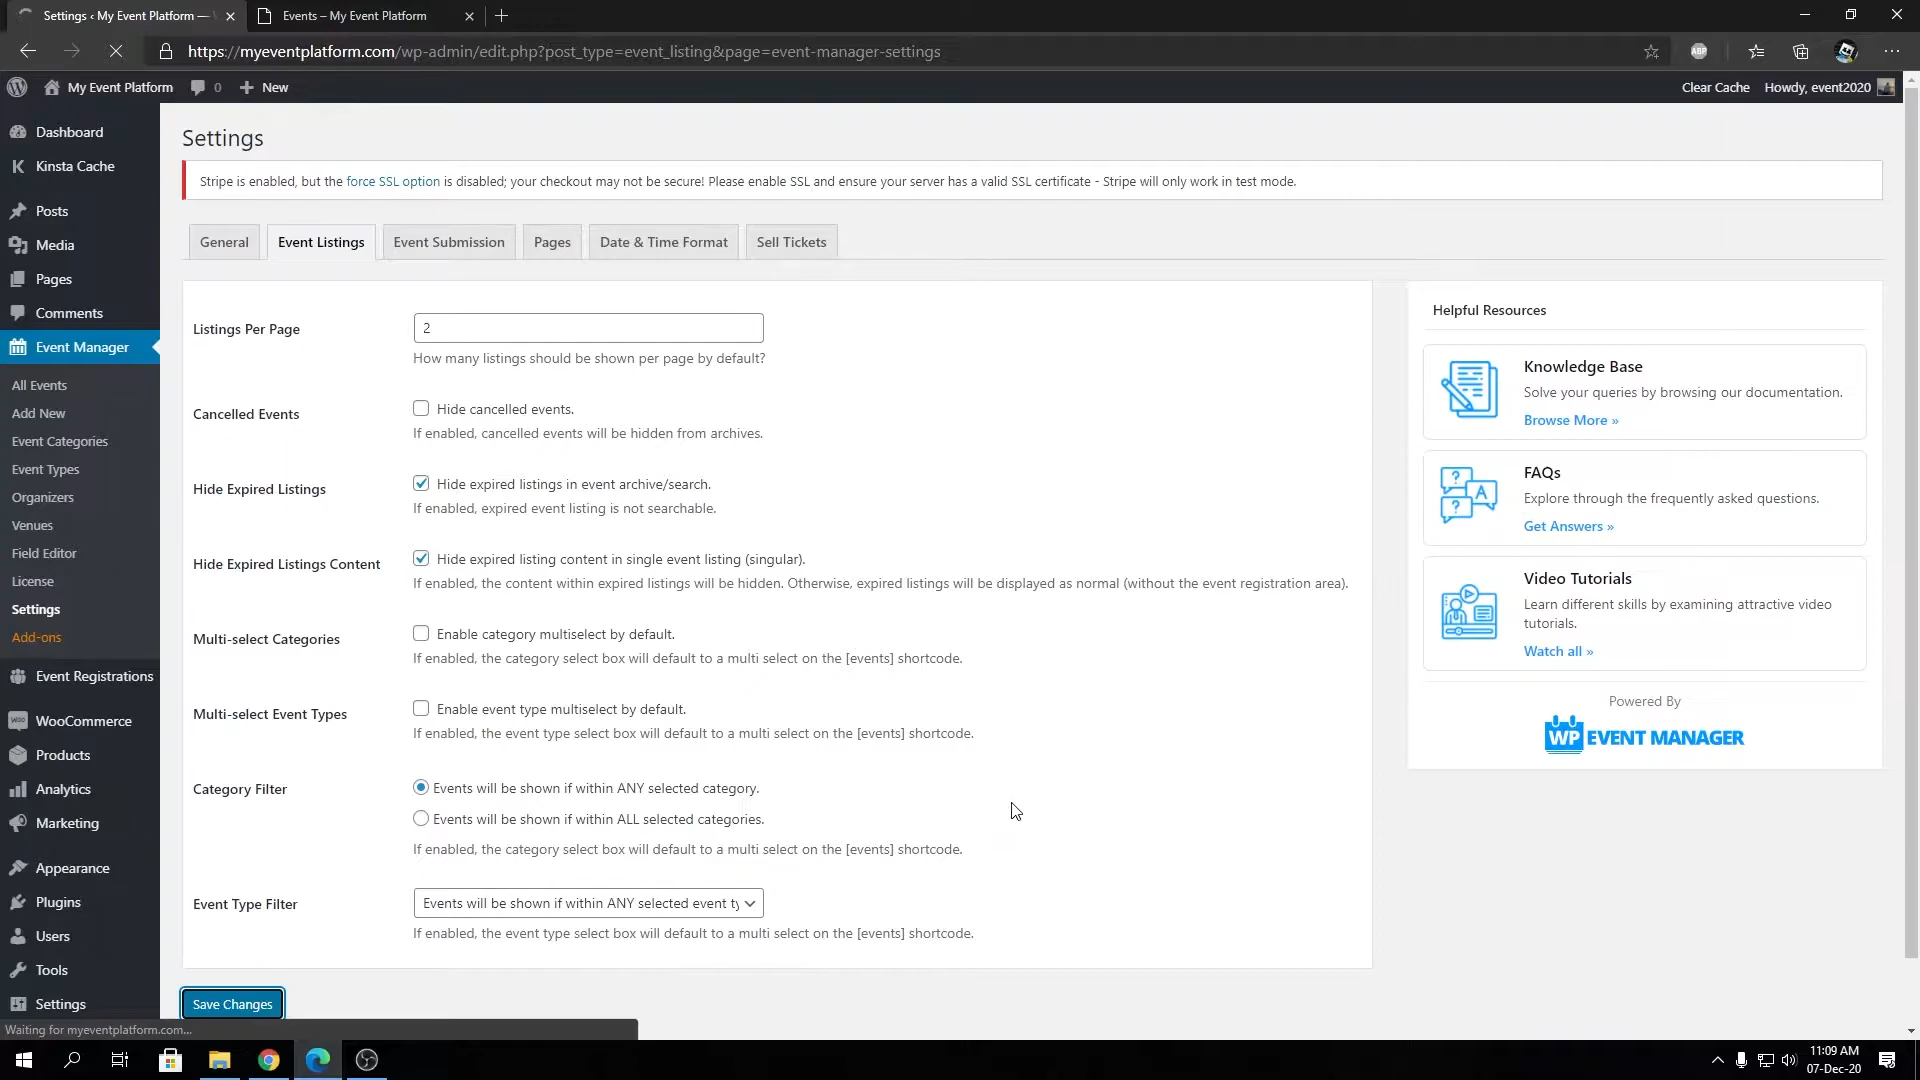 Settings ‹ My Event Platform —
Events – My Event Platform
https://myeventplatform.com/wp-admin/edit.php?post_type=event_listing&page=event-manager-settings
ABP
My Event Platform
0
New
Clear Cache
Howdy, event2020
Dashboard
Kinsta Cache
Posts
Media
Pages
Comments
Event Manager
All Events
Add New
Event Categories
Event Types
Organizers
Venues
Field Editor
License
Settings
Add-ons
Event Registrations
WooCommerce
Products
Analytics
Marketing
Appearance
Plugins
Users
Tools
Settings
Settings
Stripe is enabled, but the force SSL option is disabled; your checkout may not be secure! Please enable SSL and ensure your server has a valid SSL certificate - Stripe will only work in test mode.
General
Event Listings
Event Submission
Pages
Date & Time Format
Sell Tickets
Listings Per Page
2
How many listings should be shown per page by default?
Cancelled Events
Hide cancelled events.
If enabled, cancelled events will be hidden from archives.
Hide Expired Listings
Hide expired listings in event archive/search.
If enabled, expired event listing is not searchable.
Hide Expired Listings Content
Hide expired listing content in single event listing (singular).
If enabled, the content within expired listings will be hidden. Otherwise, expired listings will be displayed as normal (without the event registration area).
Multi-select Categories
Enable category multiselect by default.
If enabled, the category select box will default to a multi select on the [events] shortcode.
Multi-select Event Types
Enable event type multiselect by default.
If enabled, the event type select box will default to a multi select on the [events] shortcode.
Category Filter
Events will be shown if within ANY selected category.
Events will be shown if within ALL selected categories.
If enabled, the category select box will default to a multi select on the [events] shortcode.
Event Type Filter
Events will be shown if within ANY selected event ty
If enabled, the event type select box will default to a multi select on the [events] shortcode.
Save Changes
Helpful Resources
Knowledge Base
Solve your queries by browsing our documentation.
Browse More »
FAQs
Explore through the frequently asked questions.
Get Answers »
Video Tutorials
Learn different skills by examining attractive video
tutorials.
Watch all »
Powered By
WP EVENT MANAGER
Waiting for myeventplatform.com...
11:09 AM
07-Dec-20